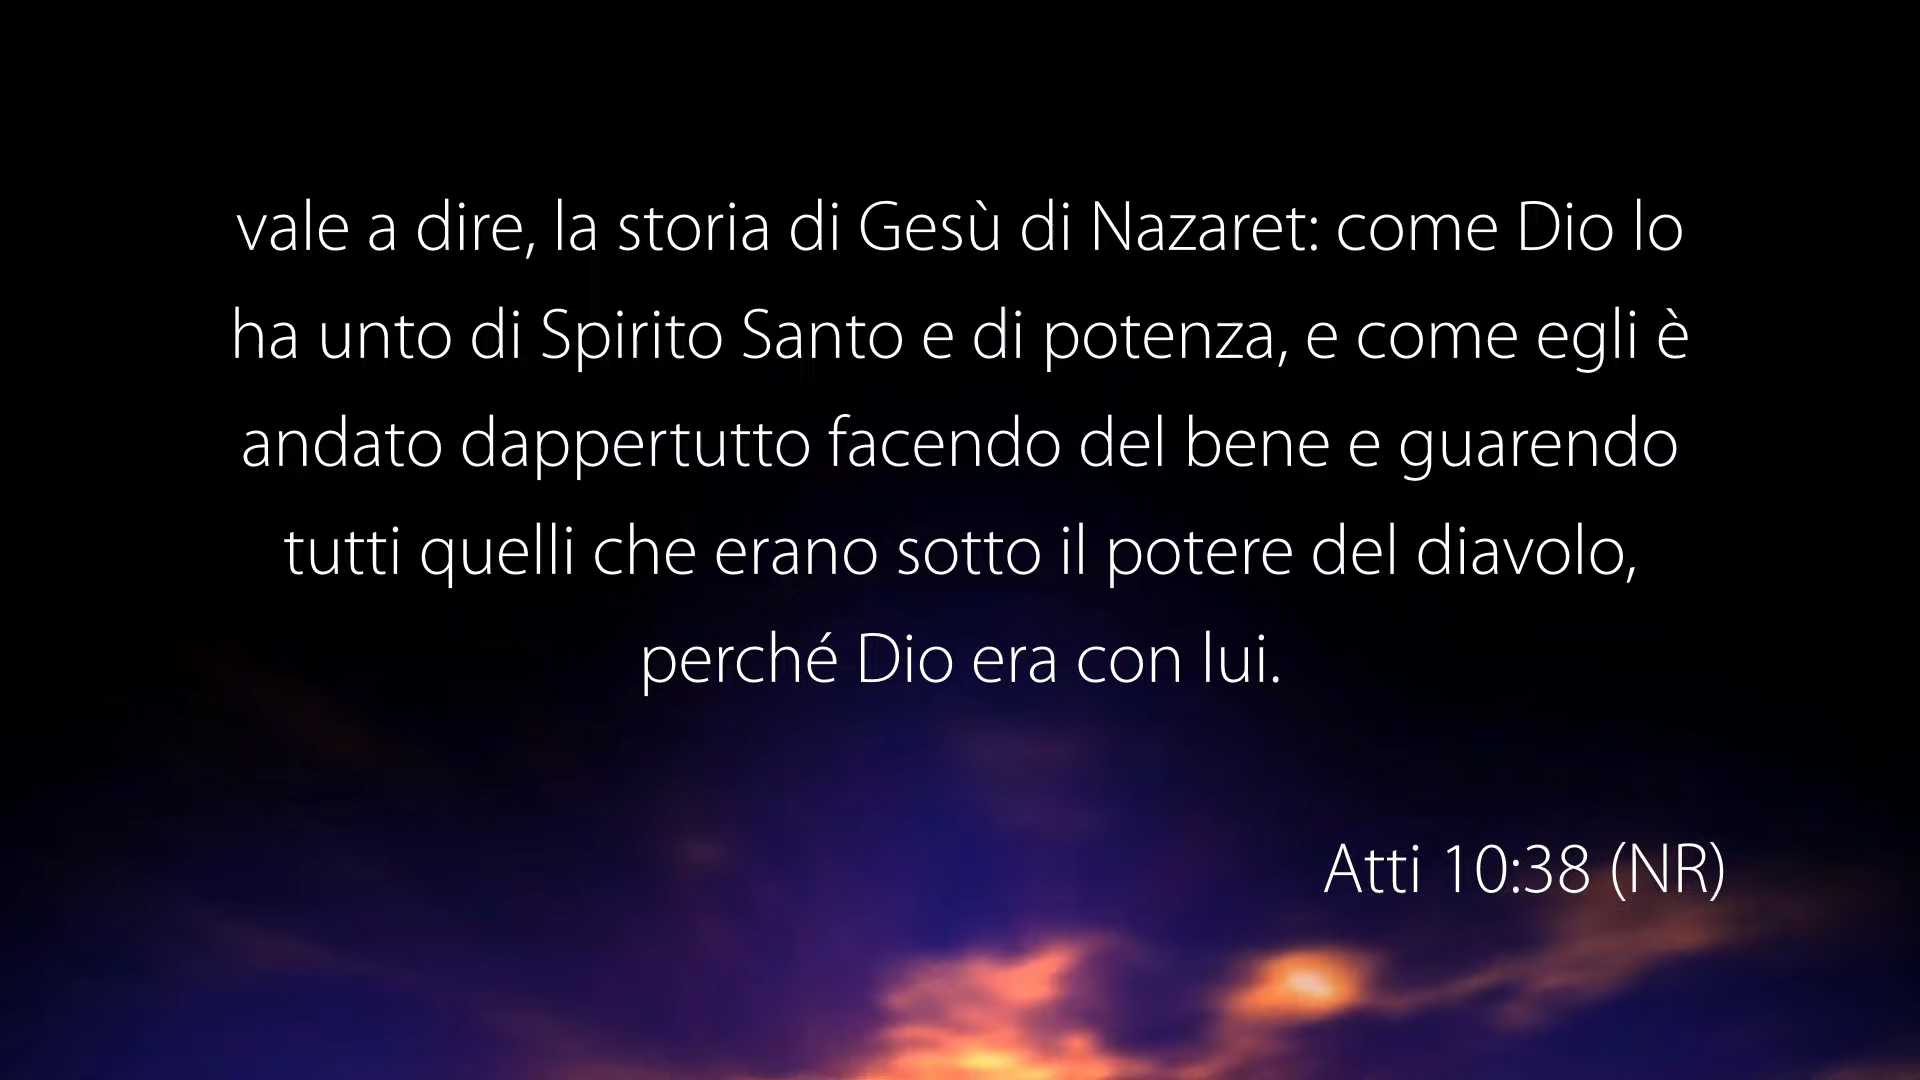 vale a dire, la storia di Gesù di Nazaret: come Dio lo
ha unto di Spirito Santo e di potenza, e come egli è
andato dappertutto facendo del bene e guarendo
tutti quelli che erano sotto il potere del diavolo,
perché Dio era con lui.
Atti 10:38 (NR)